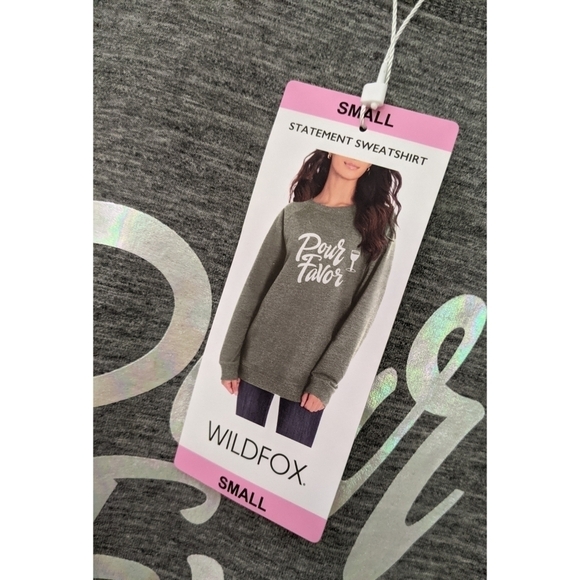 SMALL
STATEMENT SWEATSHIRT
Pour
Favor
WILDFOX.
SMALL